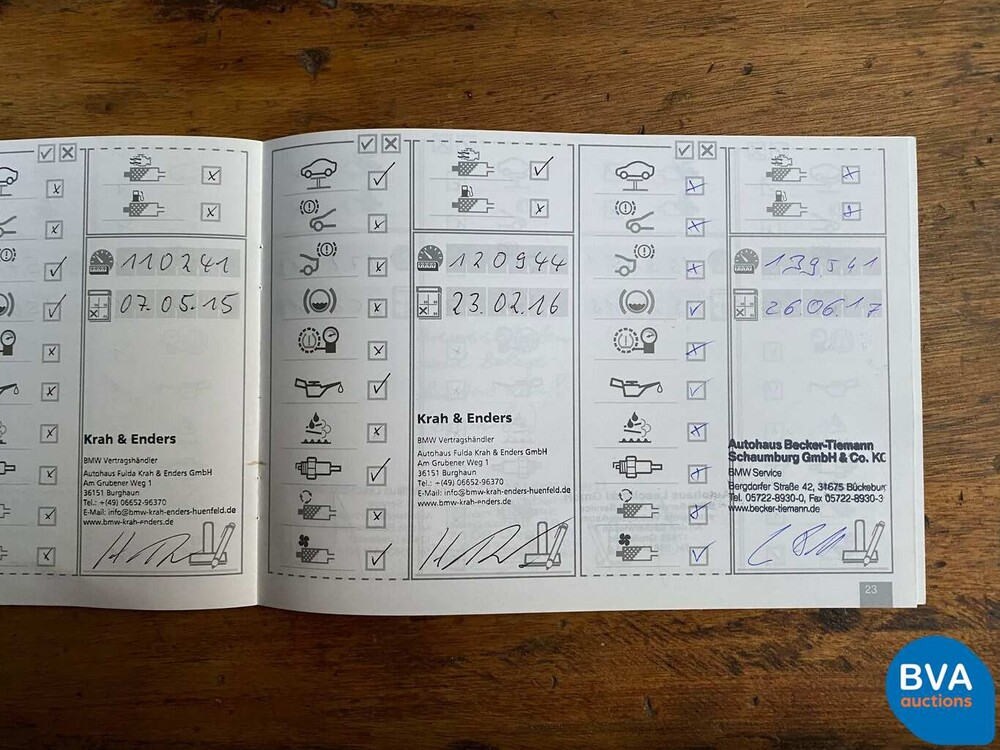 110241
07.05.15
Krah & Enders
BMW Vertragshändler
Autohaus Fulda Krah & Enders GmbH
Am Grubener Weg 1
36151 Burghaun
Tel.: +(49) 06652-96370
E-Mail: info@bmw-krah-enders-huenfeld.de
www.bmw-krah-enders.de
120944
23.02.16
Krah & Enders
BMW Vertragshändler
Autohaus Fulda Krah & Enders GmbH
Am Grubener Weg 1
36151 Burghaun
Tel.: +(49) 06652-96370
E-Mail: info@bmw-krah-enders-huenfeld.de
www.bmw-krah-enders.de
139541
26.06.17
Autohaus Becker-Tiemann
Schaumburg GmbH & Co. KG
BMW Service
Bergdorfer Straße 42, 31675 Bückeburg
Tel. 05722-8930-0, Fax 05722-8930-3
www.becker-tiemann.de
23
BVA
auctions